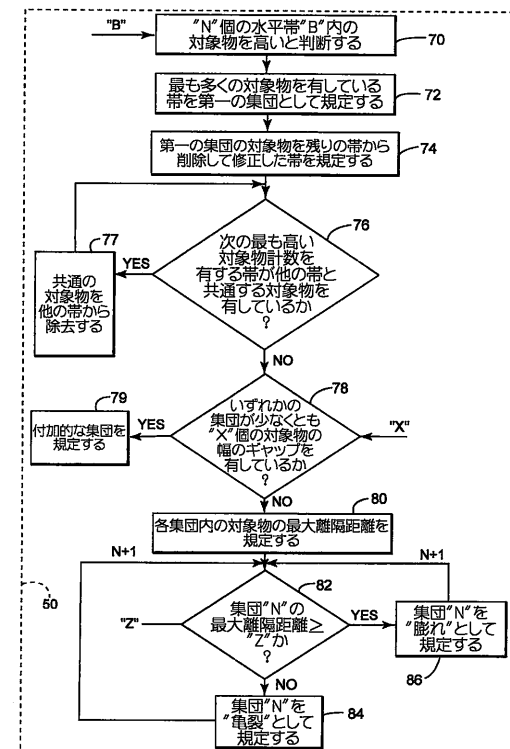 "B"
"N"個の水平帯"B"内の
対象物を高いと判断する
70
最も多くの対象物を有している
帯を第一の集団として規定する
72
第一の集団の対象物を残りの帯から
削除して修正した帯を規定する
74
76
次の最も高い
対象物計数を
有する帯が他の帯と
共通する対象物を
有しているか
?
YES
77
共通の
対象物を
他の帯から
除去する
NO
78
いずれかの
集団が少なくとも
"X"個の対象物の
幅のギャップを
有しているか
?
"X"
YES
79
付加的な集団を
規定する
NO
80
各集団内の対象物の最大離隔距離を
規定する
N+1
N+1
82
集団"N"の
最大離隔距離≥
"Z"か
?
"Z"
YES
集団"N"を
"膨れ"として
規定する
86
NO
集団"N"を
"亀裂"として
規定する
84
50